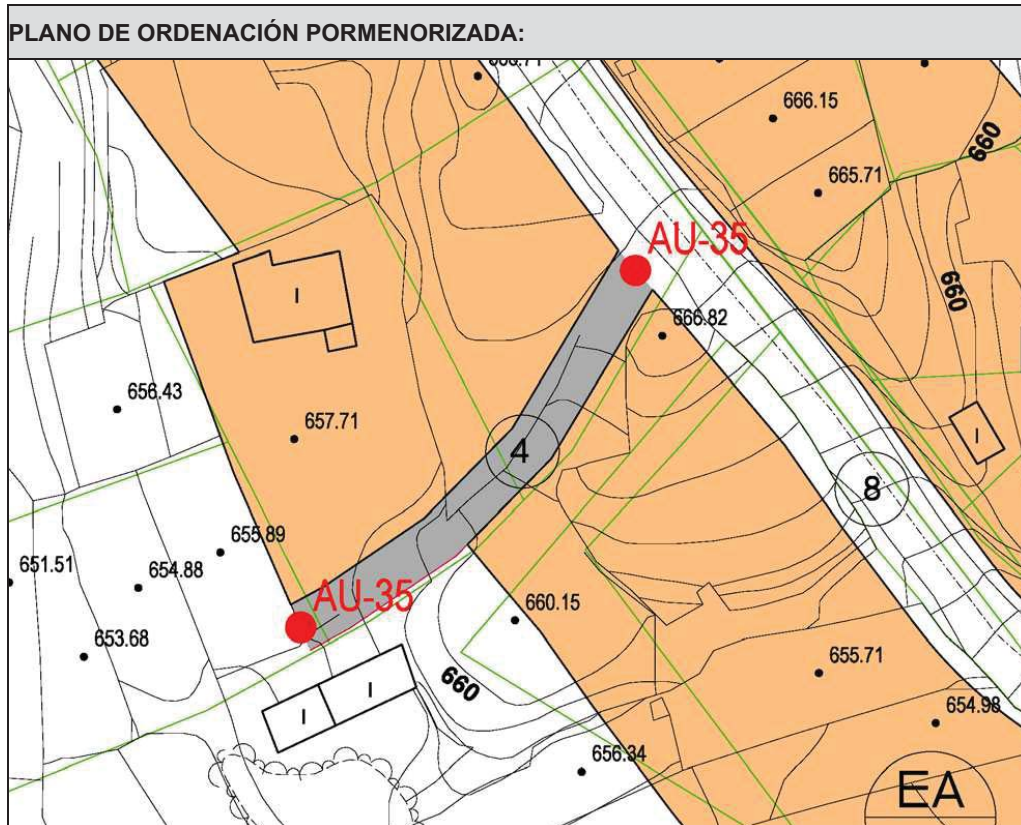 PLANO DE ORDENACIÓN PORMENORIZADA:
666.15
660
665.71
AU-35
I
660
666.82
656.43
657.71
4
I
8
655.89
651.51
654.88
AU-35
660.15
653.68
655.71
660
I
I
654.98
656.34
EA